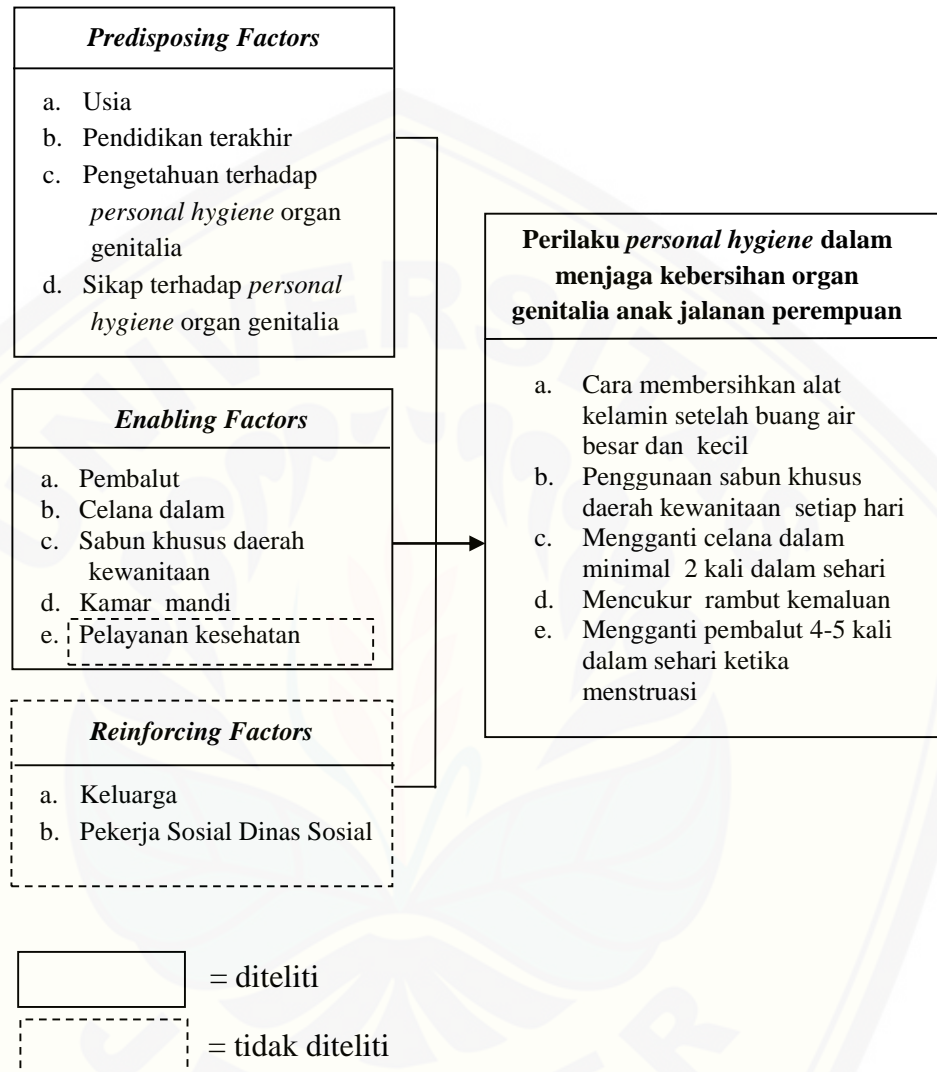 Predisposing Factors
a. Usia
b. Pendidikan terakhir
c. Pengetahuan terhadap
personal hygiene organ
genitalia
d. Sikap terhadap personal
hygiene organ genitalia
Enabling Factors
a. Pembalut
b. Celana dalam
c. Sabun khusus daerah
kewanitaan
d. Kamar mandi
e. Pelayanan kesehatan
Reinforcing Factors
a. Keluarga
b. Pekerja Sosial Dinas Sosial
Perilaku personal hygiene dalam
menjaga kebersihan organ
genitalia anak jalanan perempuan
a. Cara membersihkan alat
kelamin setelah buang air
besar dan kecil
b. Penggunaan sabun khusus
daerah kewanitaan setiap hari
c. Mengganti celana dalam
minimal 2 kali dalam sehari
d. Mencukur rambut kemaluan
e. Mengganti pembalut 4-5 kali
dalam sehari ketika
menstruasi
= diteliti
= tidak diteliti
UNIVERSITAS